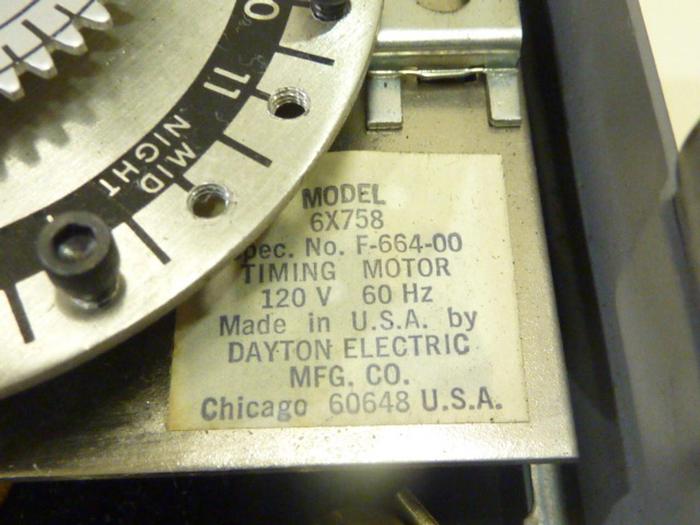 11
MID
NIGHT
MODEL
6X758
pec. No. F-664-00
TIMING MOTOR
120 V 60 Hz
Made in U.S.A. by
DAYTON ELECTRIC
MFG. CO.
Chicago 60648 U.S.A.